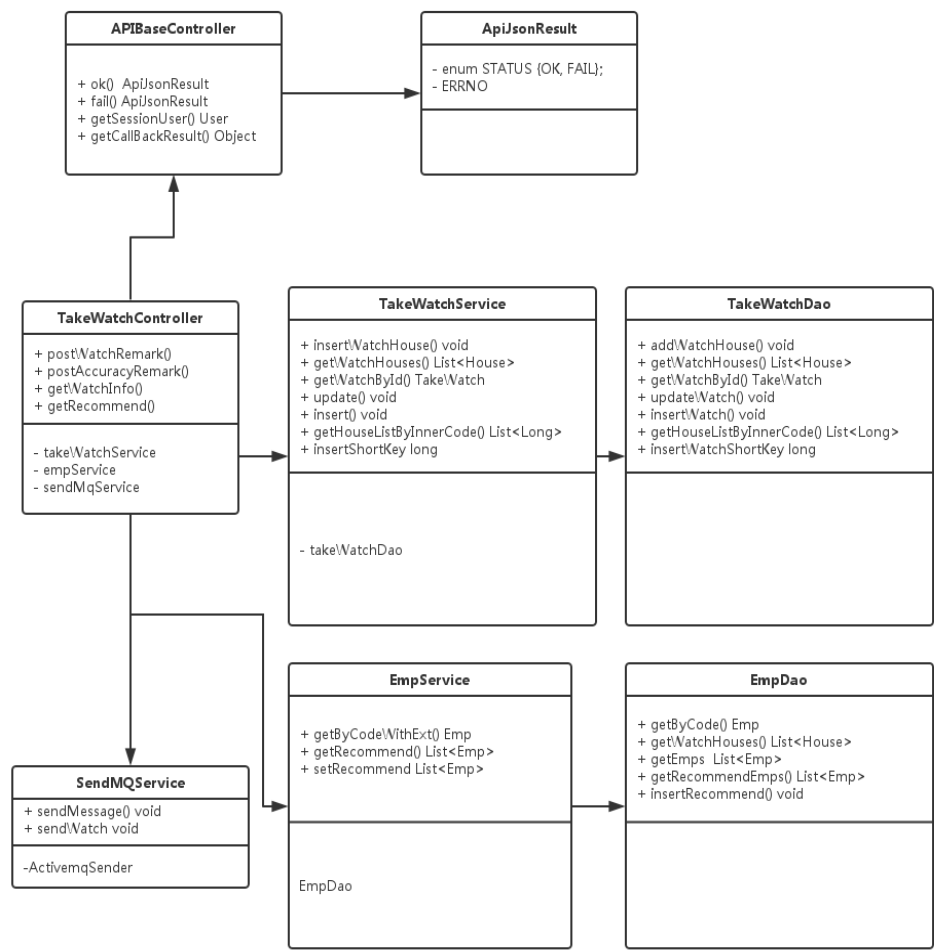 APIBaseController
+ ok() ApiJsonResult
+ fail() ApiJsonResult
+ getSessionUser() User
+ getCallBackResult() Object
ApiJsonResult
- enum STATUS {OK, FAIL};
- ERRNO
TakeWatchController
+ postWatchRemark()
+ postAccuracyRemark()
+ getWatchInfo()
+ getRecommend()
- takeWatchService
- empService
- sendMqService
TakeWatchService
+ insertWatchHouse() void
+ getWatchHouses() List<House>
+ getWatchById() TakeWatch
+ update() void
+ insert() void
+ getHouseListByInnerCode() List<Long>
+ insertShortKey long
- takeWatchDao
TakeWatchDao
+ addWatchHouse() void
+ getWatchHouses() List<House>
+ getWatchById() TakeWatch
+ updateWatch() void
+ insertWatch() void
+ getHouseListByInnerCode() List<Long>
+ insertWatchShortKey long
SendMQService
+ sendMessage() void
+ sendWatch void
-ActivemqSender
EmpService
+ getByCodeWithExt() Emp
+ getRecommend() List<Emp>
+ setRecommend List<Emp>
EmpDao
EmpDao
+ getByCode() Emp
+ getWatchHouses() List<House>
+ getEmps List<Emp>
+ getRecommendEmps() List<Emp>
+ insertRecommend() void